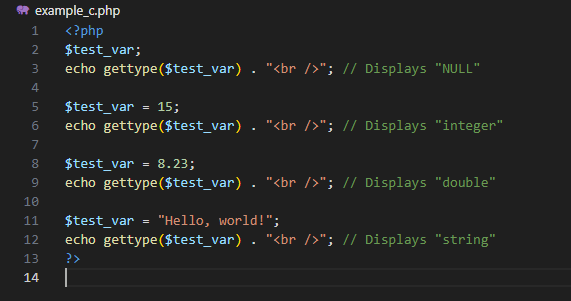 example_c.php
1 <?php
2 $test_var;
3 echo gettype($test_var) . "<br />"; // Displays "NULL"
4
5 $test_var = 15;
6 echo gettype($test_var) . "<br />"; // Displays "integer"
7
8 $test_var = 8.23;
9 echo gettype($test_var) . "<br />"; // Displays "double"
10
11 $test_var = "Hello, world!";
12 echo gettype($test_var) . "<br />"; // Displays "string"
13 ?>
14